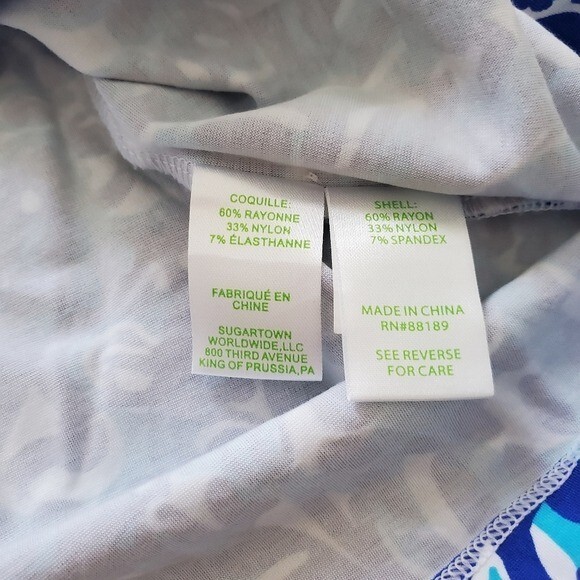 COQUILLE:
60% RAYONNE
33% NYLON
7% ÉLASTHANNE
FABRIQUÉ EN
CHINE
SUGARTOWN
WORLDWIDE,LLC
800 THIRD AVENUE
KING OF PRUSSIA,PA
SHELL:
60% RAYON
33% NYLON
7% SPANDEX
MADE IN CHINA
RN#88189
SEE REVERSE
FOR CARE